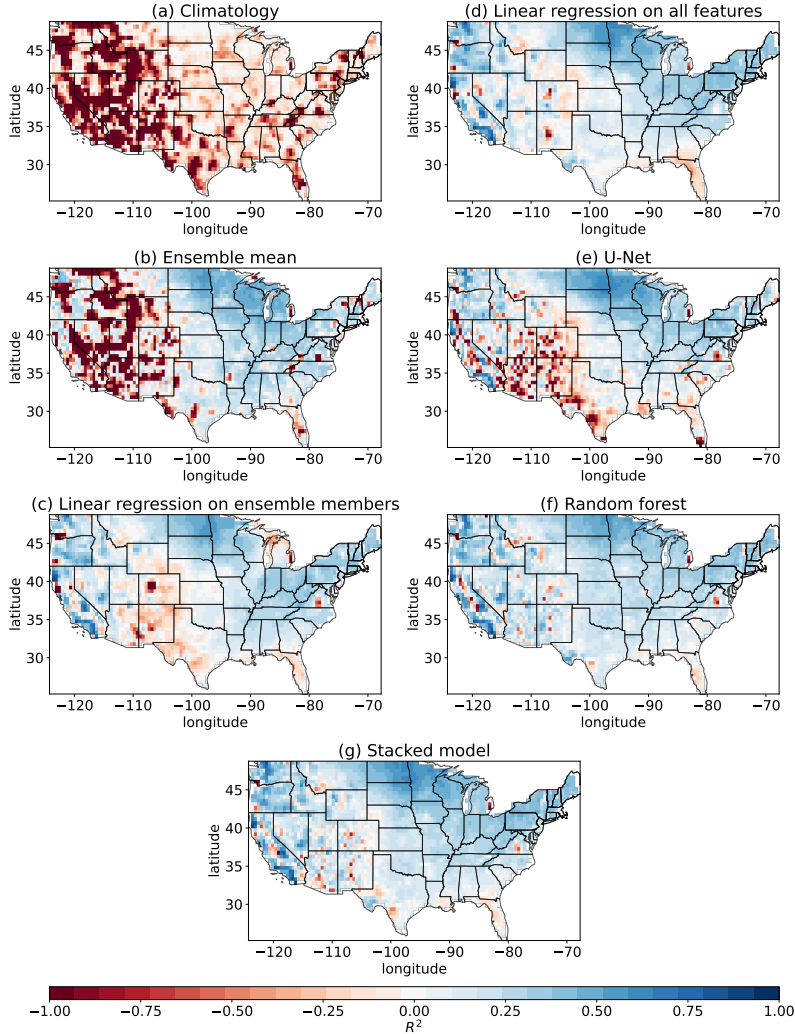 (a) Climatology
45
40
35
30
latitude
−120 −110 −100 −90 −80 −70
longitude
(d) Linear regression on all features
45
40
35
30
latitude
−120 −110 −100 −90 −80 −70
longitude
(b) Ensemble mean
45
40
35
30
latitude
−120 −110 −100 −90 −80 −70
longitude
(e) U-Net
45
40
35
30
latitude
−120 −110 −100 −90 −80 −70
longitude
(c) Linear regression on ensemble members
45
40
35
30
latitude
−120 −110 −100 −90 −80 −70
longitude
(f) Random forest
45
40
35
30
latitude
−120 −110 −100 −90 −80 −70
longitude
(g) Stacked model
45
40
35
30
latitude
−120 −110 −100 −90 −80 −70
longitude
−1.00 −0.75 −0.50 −0.25 0.00 0.25 0.50 0.75 1.00
R²